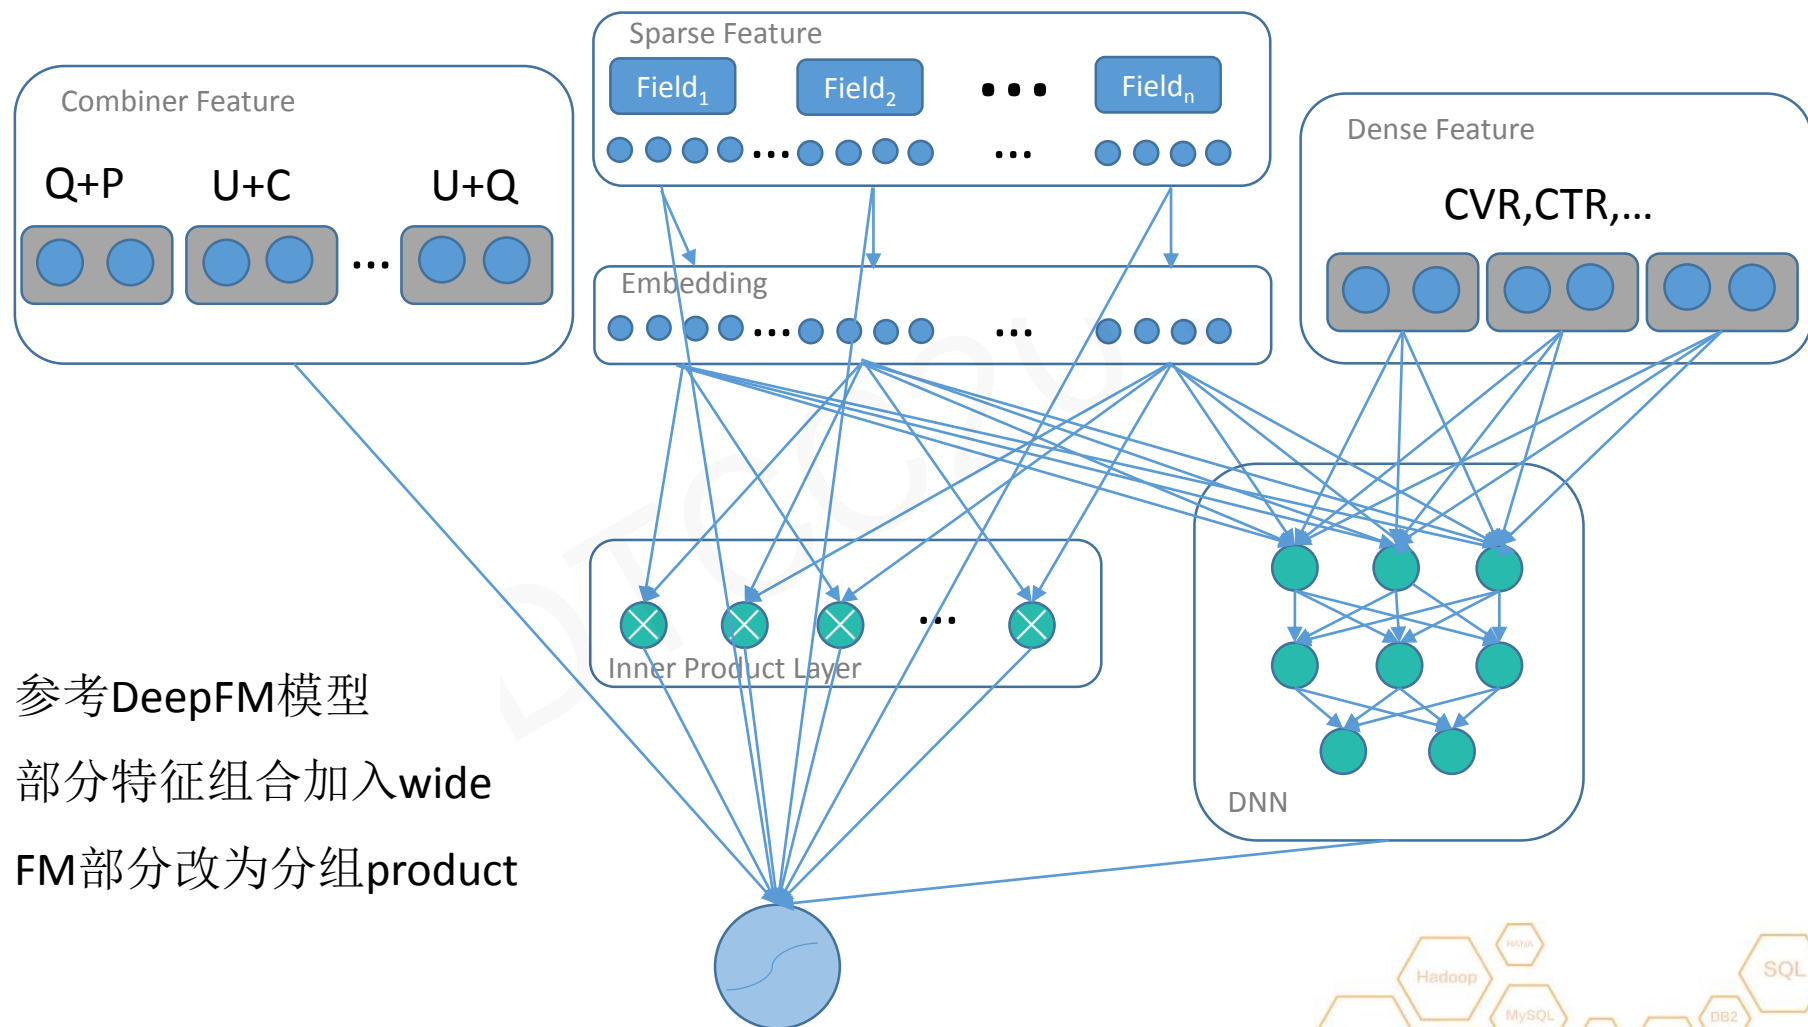 Sparse Feature
Field1
Field2
...
Fieldn
Combiner Feature
Dense Feature
... ...
Q+P
U+C
U+Q
CVR,CTR,...
...
Embedding
... ...
...
Inner Product Layer
参考DeepFM模型
部分特征组合加入wide
FM部分改为分组product
DNN
HANA
Hadoop
SQL
MySQL
DB2